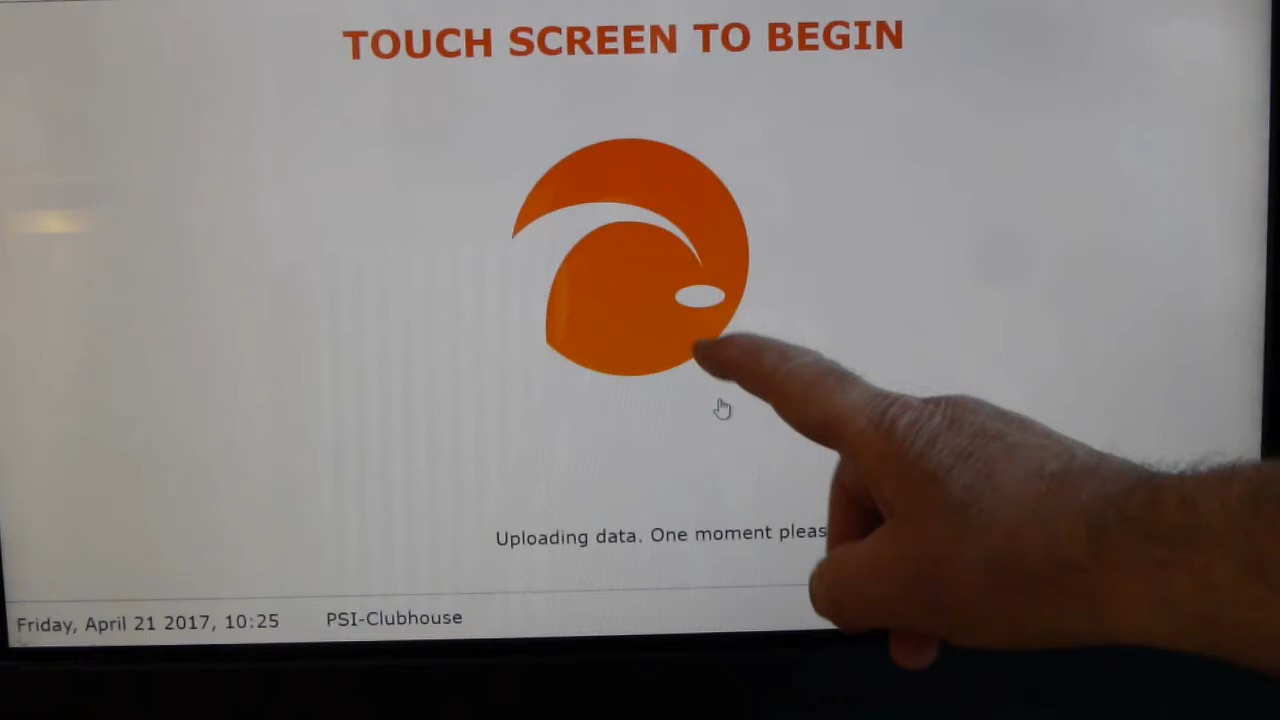 TOUCH SCREEN TO BEGIN
Uploading data. One moment pleas
Friday, April 21 2017, 10:25 PSI-Clubhouse